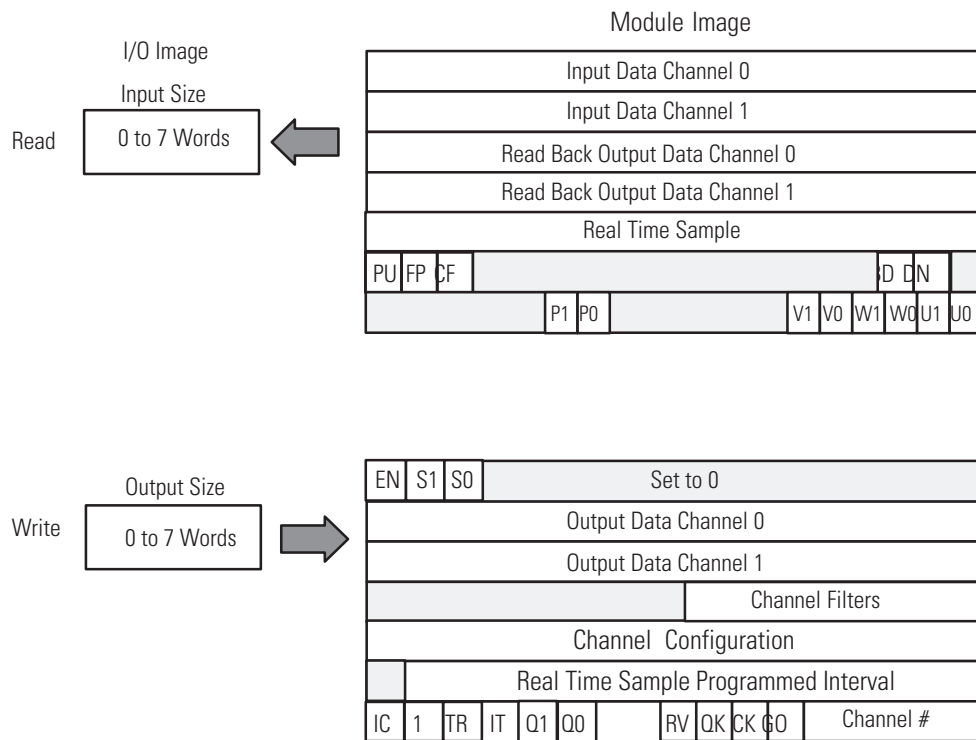 Module Image
I/O Image
Input Size
Read
0 to 7 Words
Input Data Channel 0
Input Data Channel 1
Read Back Output Data Channel 0
Read Back Output Data Channel 1
Real Time Sample
PU FP CF D DN
P1 P0 V1 V0 W1 W0 U1 U0
Output Size
Write
0 to 7 Words
EN S1 S0 Set to 0
Output Data Channel 0
Output Data Channel 1
Channel Filters
Channel Configuration
Real Time Sample Programmed Interval
IC 1 TR IT Q1 Q0 RV QK CK GO Channel #